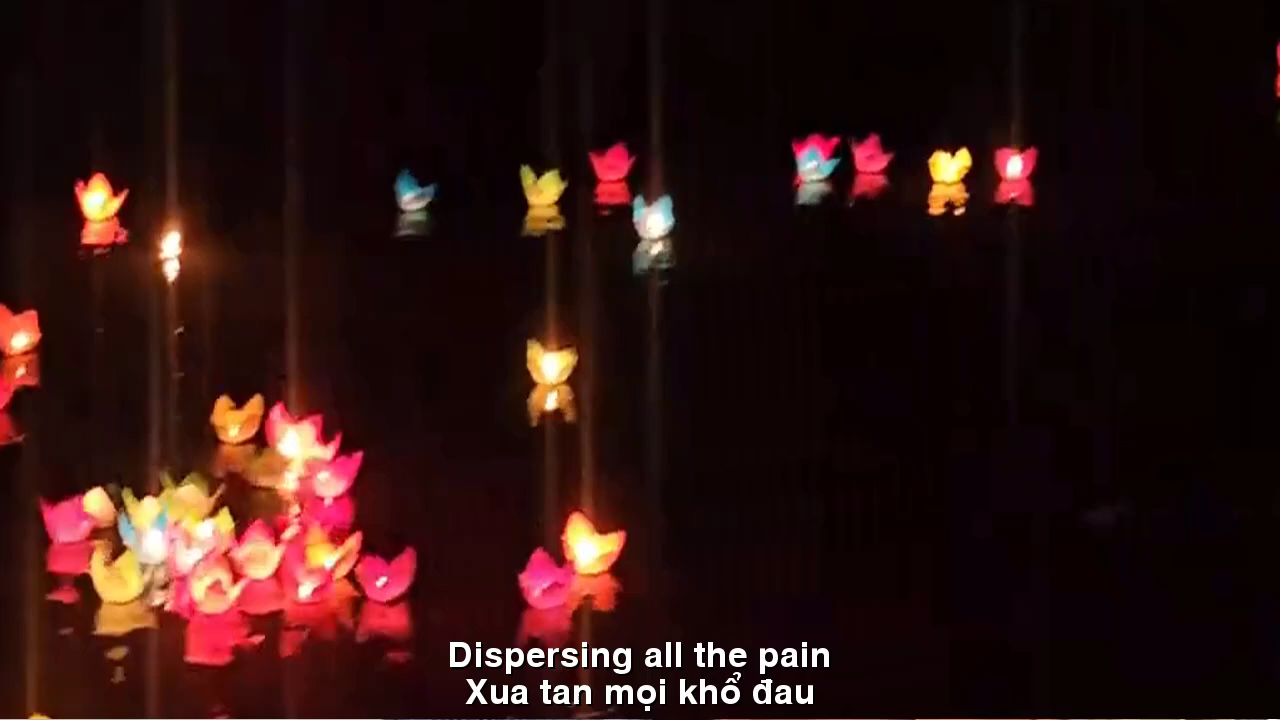 Dispersing all the pain
Xua tan mọi khổ đau